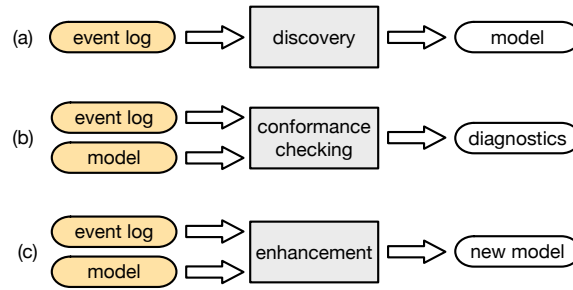 (a) event log discovery model
(b) event log
model
conformance
checking
diagnostics
(c) event log
model
enhancement
new model